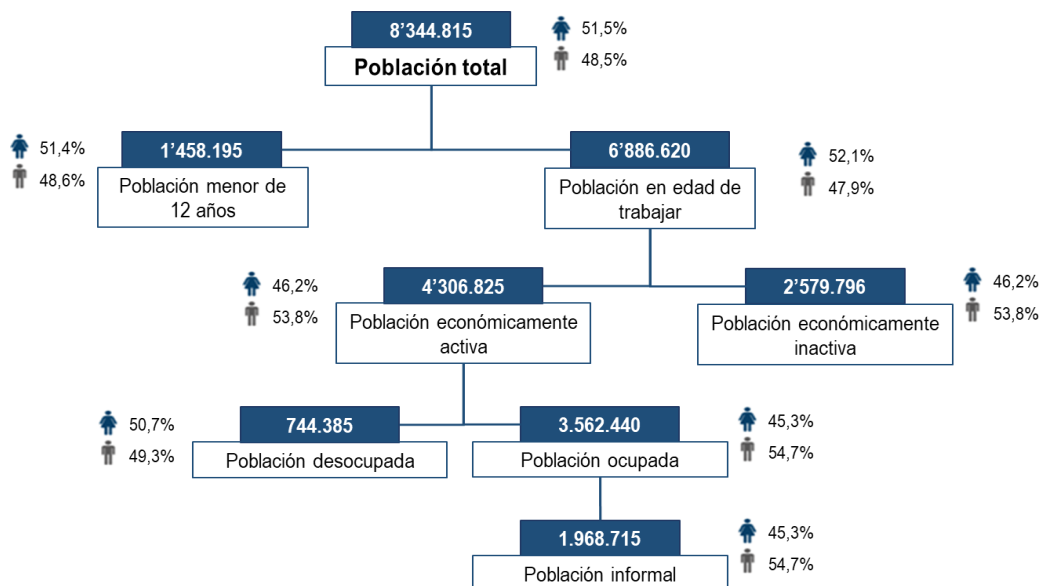 8’344.815
Población total
51,5%
48,5%
51,4%
48,6%
1’458.195
Población menor de
12 años
6’886.620
Población en edad de
trabajar
52,1%
47,9%
46,2%
53,8%
4’306.825
Población económicamente
activa
2’579.796
Población económicamente
inactiva
46,2%
53,8%
50,7%
49,3%
744.385
Población desocupada
3.562.440
Población ocupada
45,3%
54,7%
1.968.715
Población informal
45,3%
54,7%